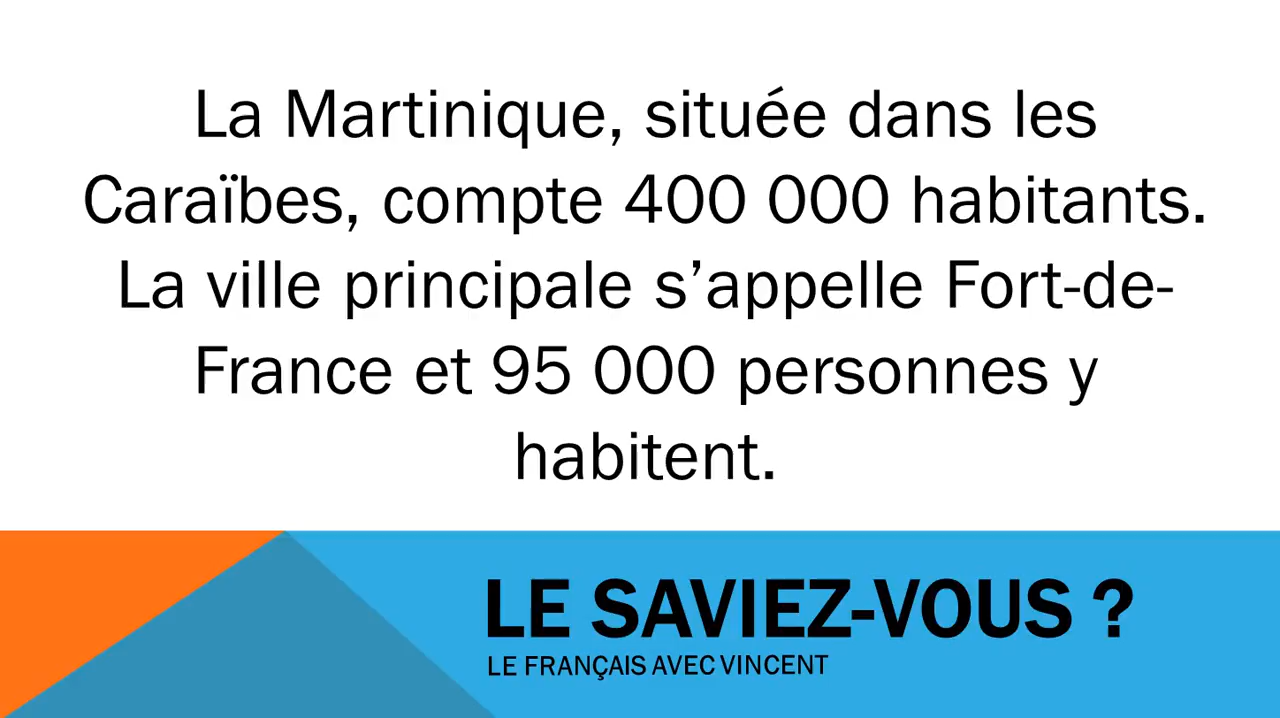 La Martinique, située dans les
Caraïbes, compte 400 000 habitants.
La ville principale s’appelle Fort-de-
France et 95 000 personnes y
habitent.
LE SAVIEZ-VOUS ?
LE FRANÇAIS AVEC VINCENT